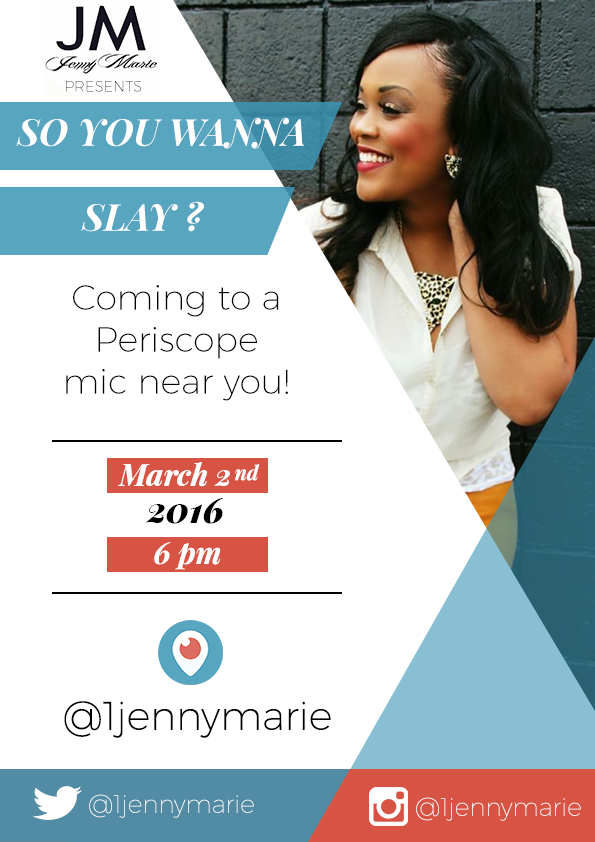 JM
Jenny Marie
PRESENTS
SO YOU WANNA
SLAY ?
Coming to a
Periscope
mic near you!
March 2nd
2016
6 pm
@1jennymarie
@1jennymarie
@1jennymarie